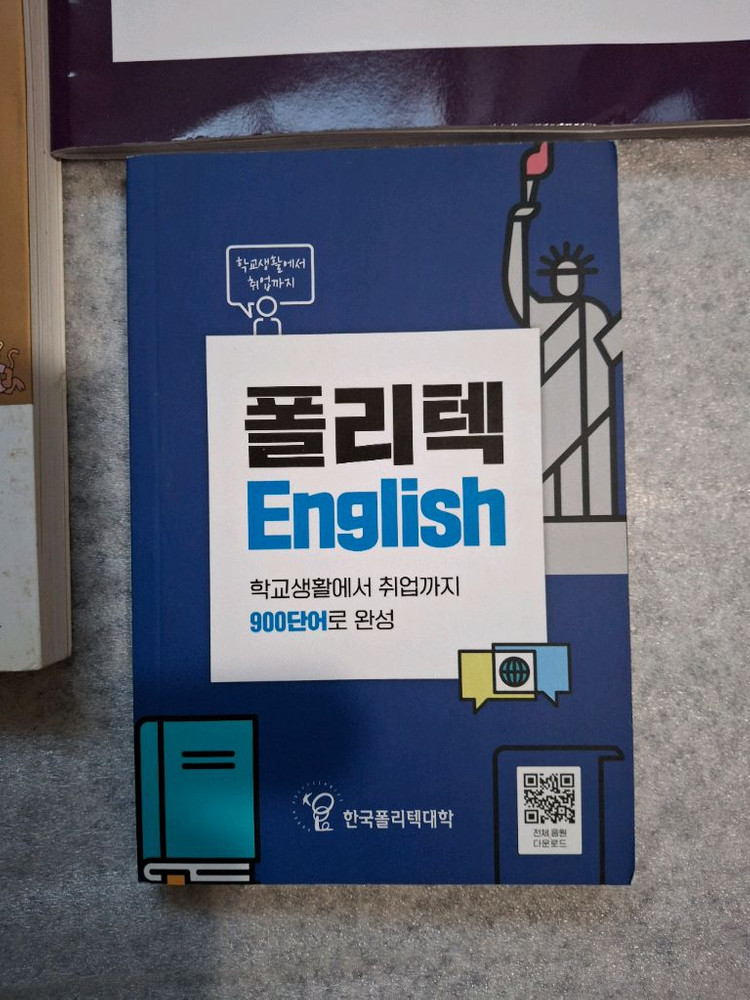 학교생활에서
취업까지
폴리텍
English
학교생활에서 취업까지
900단어로 완성
한국폴리텍대학
전체 음원
다운로드